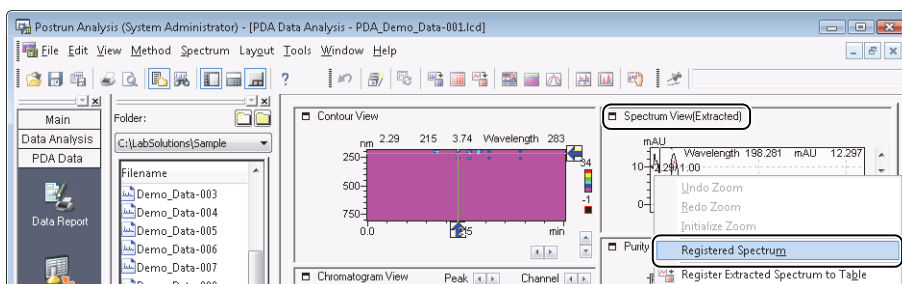 Postrun Analysis (System Administrator) - [PDA Data Analysis - PDA_Demo_Data-001.lcd]
File Edit View Method Spectrum Layout Tools Window Help
Main
Data Analysis
PDA Data
Data Report
Folder:
C:\LabSolutions\Sample
Filename
Demo_Data-003
Demo_Data-004
Demo_Data-005
Demo_Data-006
Demo_Data-007
Contour View
nm 2.29 215 3.74 Wavelength 283
250
500
750
34
-1
0.0 min
Chromatogram View Peak Channel
Spectrum View(Extracted)
mAU
Wavelength 198.281 mAU 12.297
10
0
Undo Zoom
Redo Zoom
Initialize Zoom
Registered Spectrum
Register Extracted Spectrum to Table
Purity